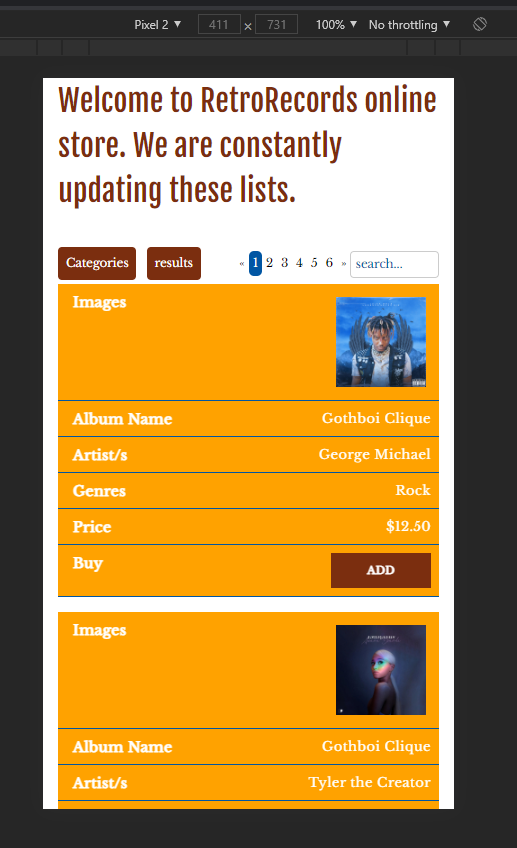 Pixel 2 ▼ 411 × 731 100% ▼ No throttling ▼
Welcome to RetroRecords online
store. We are constantly
updating these lists.
Categories results « 1 2 3 4 5 6 » search...
Images
Album Name Gothboi Clique
Artist/s George Michael
Genres Rock
Price $12.50
Buy ADD
Images
Album Name Gothboi Clique
Artist/s Tyler the Creator